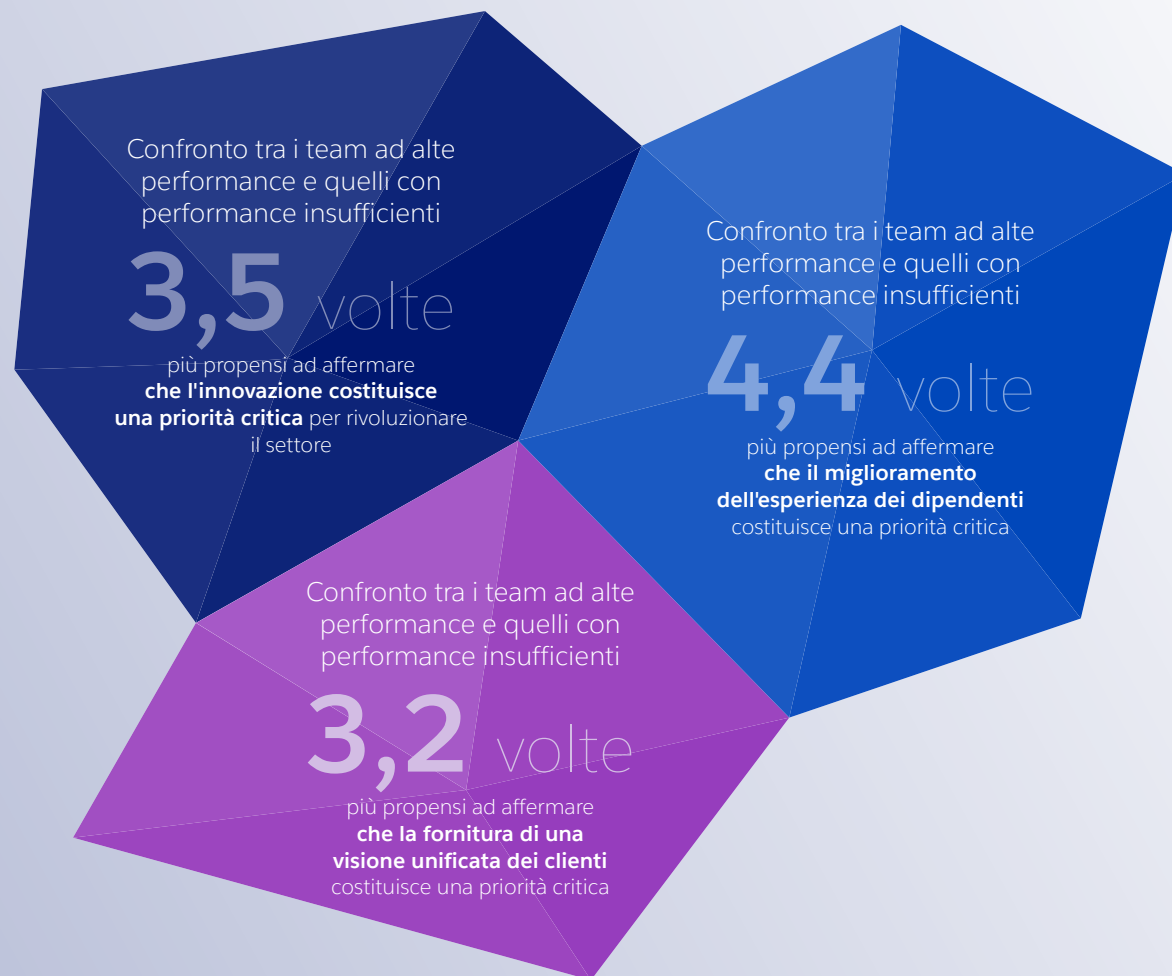 Confronto tra i team ad alte
performance e quelli con
performance insufficienti
3,5 volte
più propensi ad affermare
che l'innovazione costituisce
una priorità critica per rivoluzionare
il settore
Confronto tra i team ad alte
performance e quelli con
performance insufficienti
4,4 volte
più propensi ad affermare
che il miglioramento
dell'esperienza dei dipendenti
costituisce una priorità critica
Confronto tra i team ad alte
performance e quelli con
performance insufficienti
3,2 volte
più propensi ad affermare
che la fornitura di una
visione unificata dei clienti
costituisce una priorità critica